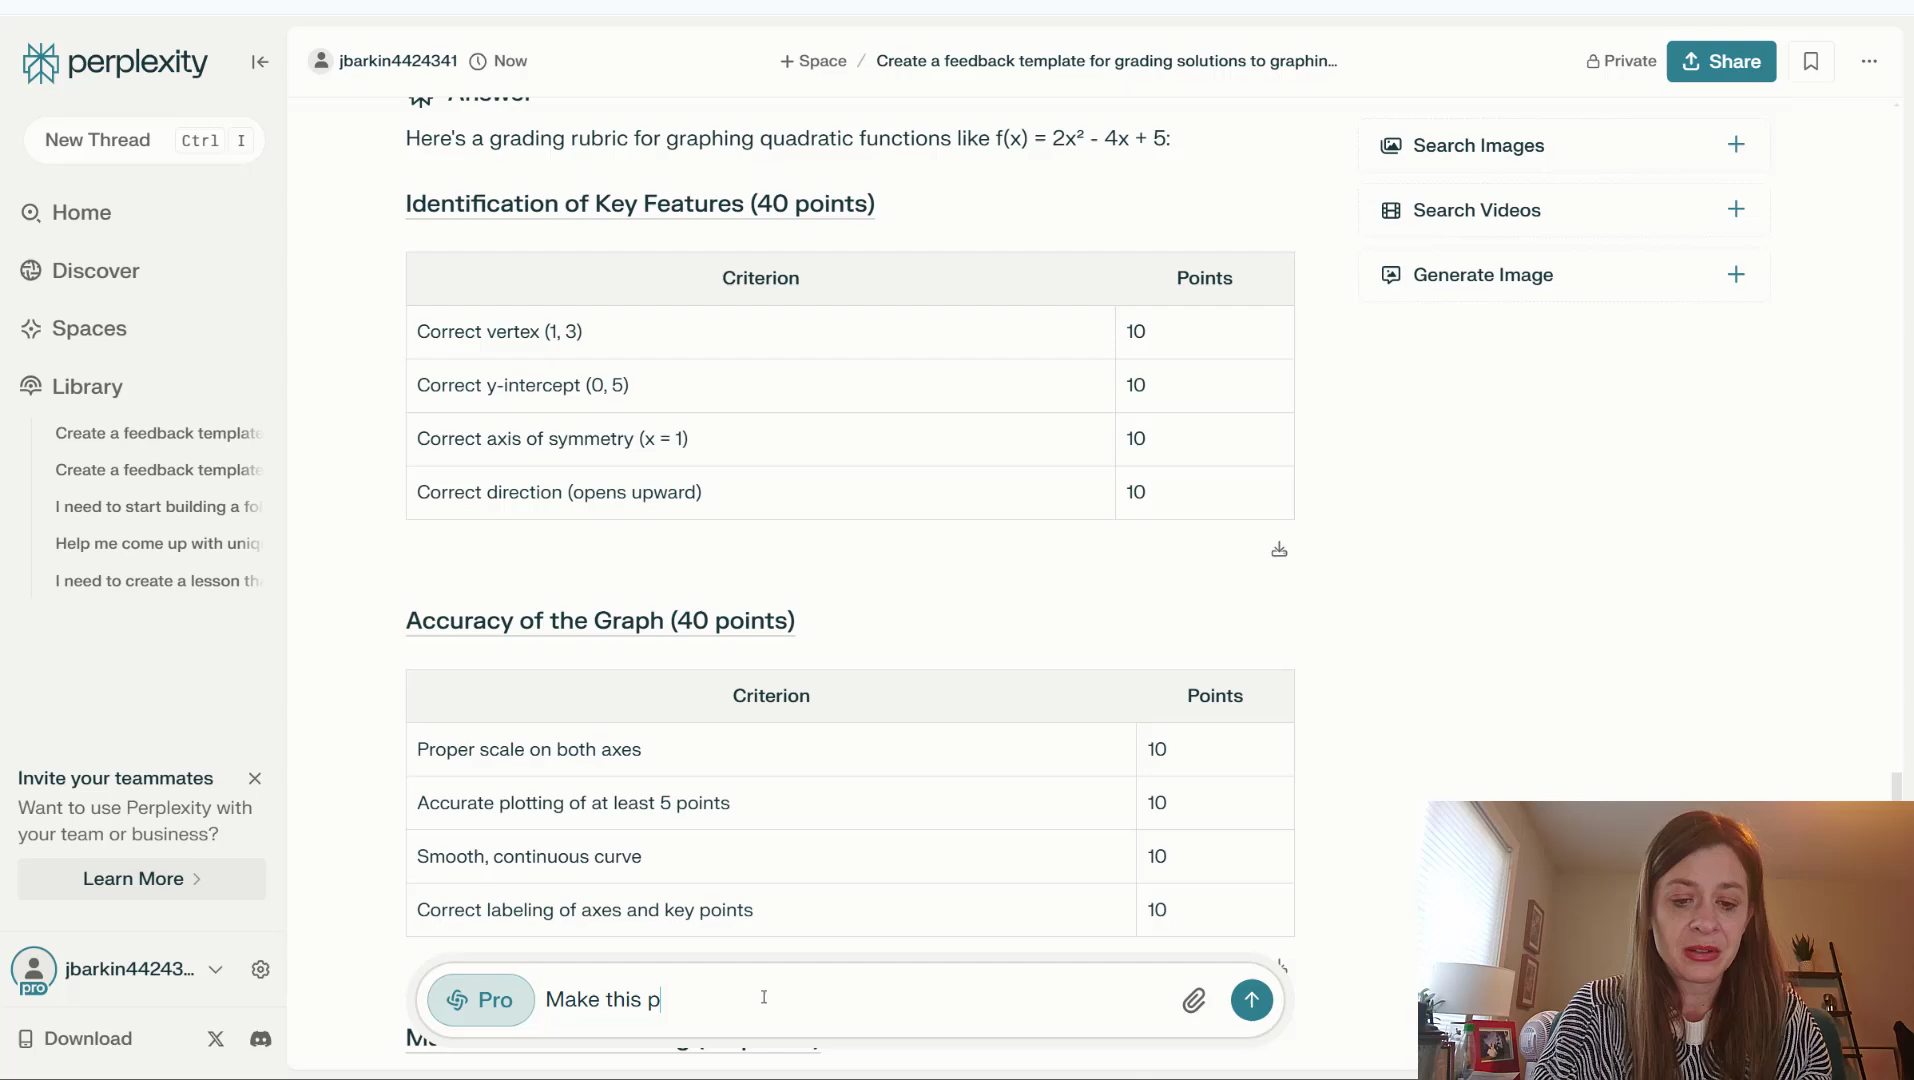 perplexity
New Thread Ctrl I
Home
Discover
Spaces
Library
Create a feedback template
Create a feedback template
I need to start building a fo
Help me come up with uniq
I need to create a lesson th
Invite your teammates
Want to use Perplexity with
your team or business?
Learn More >
jbarkin44243...
pro
Download
jbarkin4424341 Now
+ Space / Create a feedback template for grading solutions to graphin...
Private
Share
Answer
Here's a grading rubric for graphing quadratic functions like f(x) = 2x² - 4x + 5:
Identification of Key Features (40 points)
Criterion Points
Correct vertex (1, 3) 10
Correct y-intercept (0, 5) 10
Correct axis of symmetry (x = 1) 10
Correct direction (opens upward) 10
Accuracy of the Graph (40 points)
Criterion Points
Proper scale on both axes 10
Accurate plotting of at least 5 points 10
Smooth, continuous curve 10
Correct labeling of axes and key points 10
Pro Make this p
Search Images
Search Videos
Generate Image